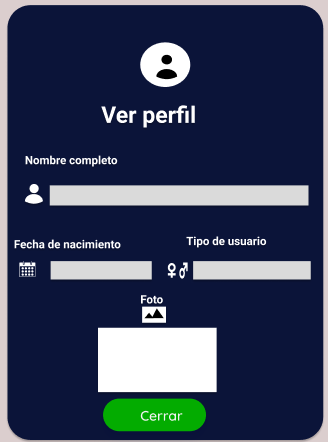 Ver perfil
Nombre completo
Fecha de nacimiento
Tipo de usuario
Foto
Cerrar